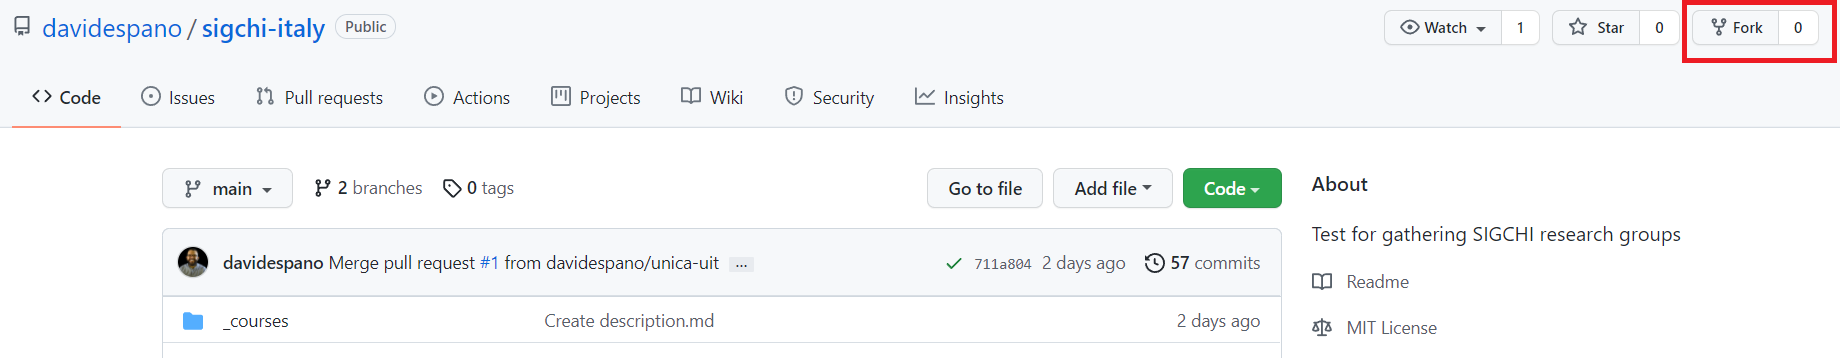 davidespano / sigchi-italy Public Watch 1 Star 0 Fork 0
Code Issues Pull requests Actions Projects Wiki Security Insights
main 2 branches 0 tags Go to file Add file Code About
Test for gathering SIGCHI research groups
davidespano Merge pull request #1 from davidespano/unica-uit ... 711a804 2 days ago 57 commits
Readme
_courses Create description.md 2 days ago
MIT License